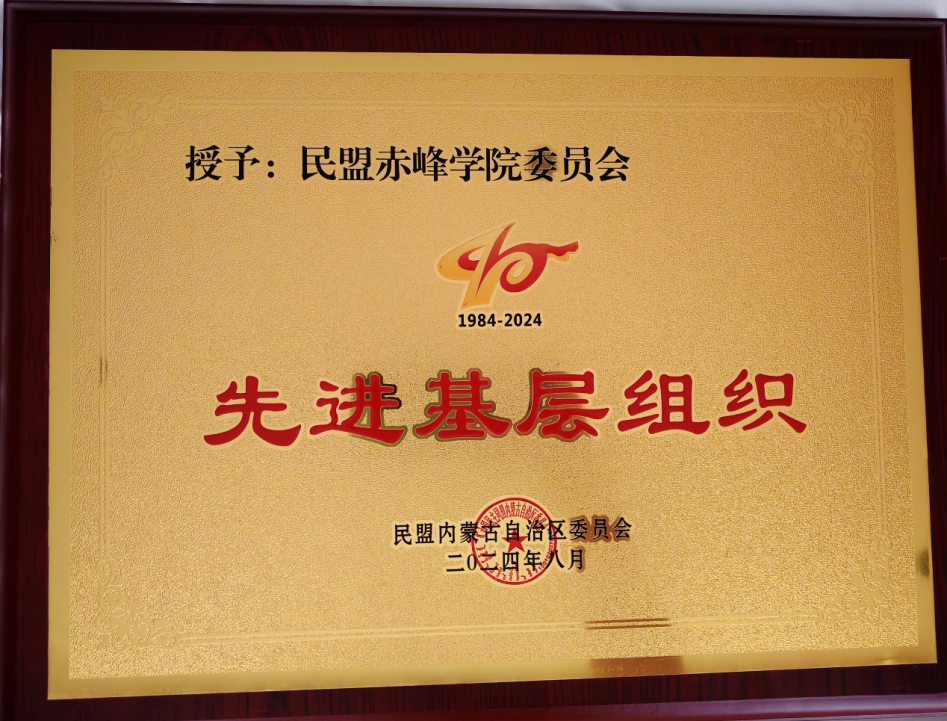 授予：民盟赤峰学院委员会
1984-2024
先进基层组织
民盟内蒙古自治区委员会
二〇二四年八月